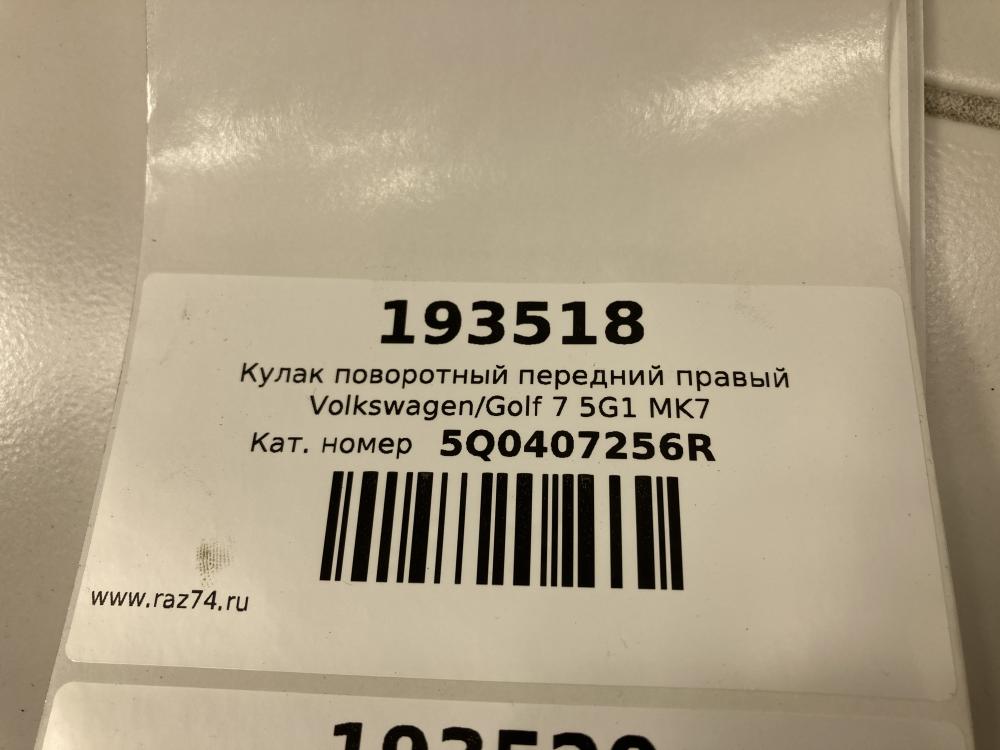 193518
Кулак поворотный передний правый
Volkswagen/Golf 7 5G1 MK7
Кат. номер 5Q0407256R
www.raz74.ru